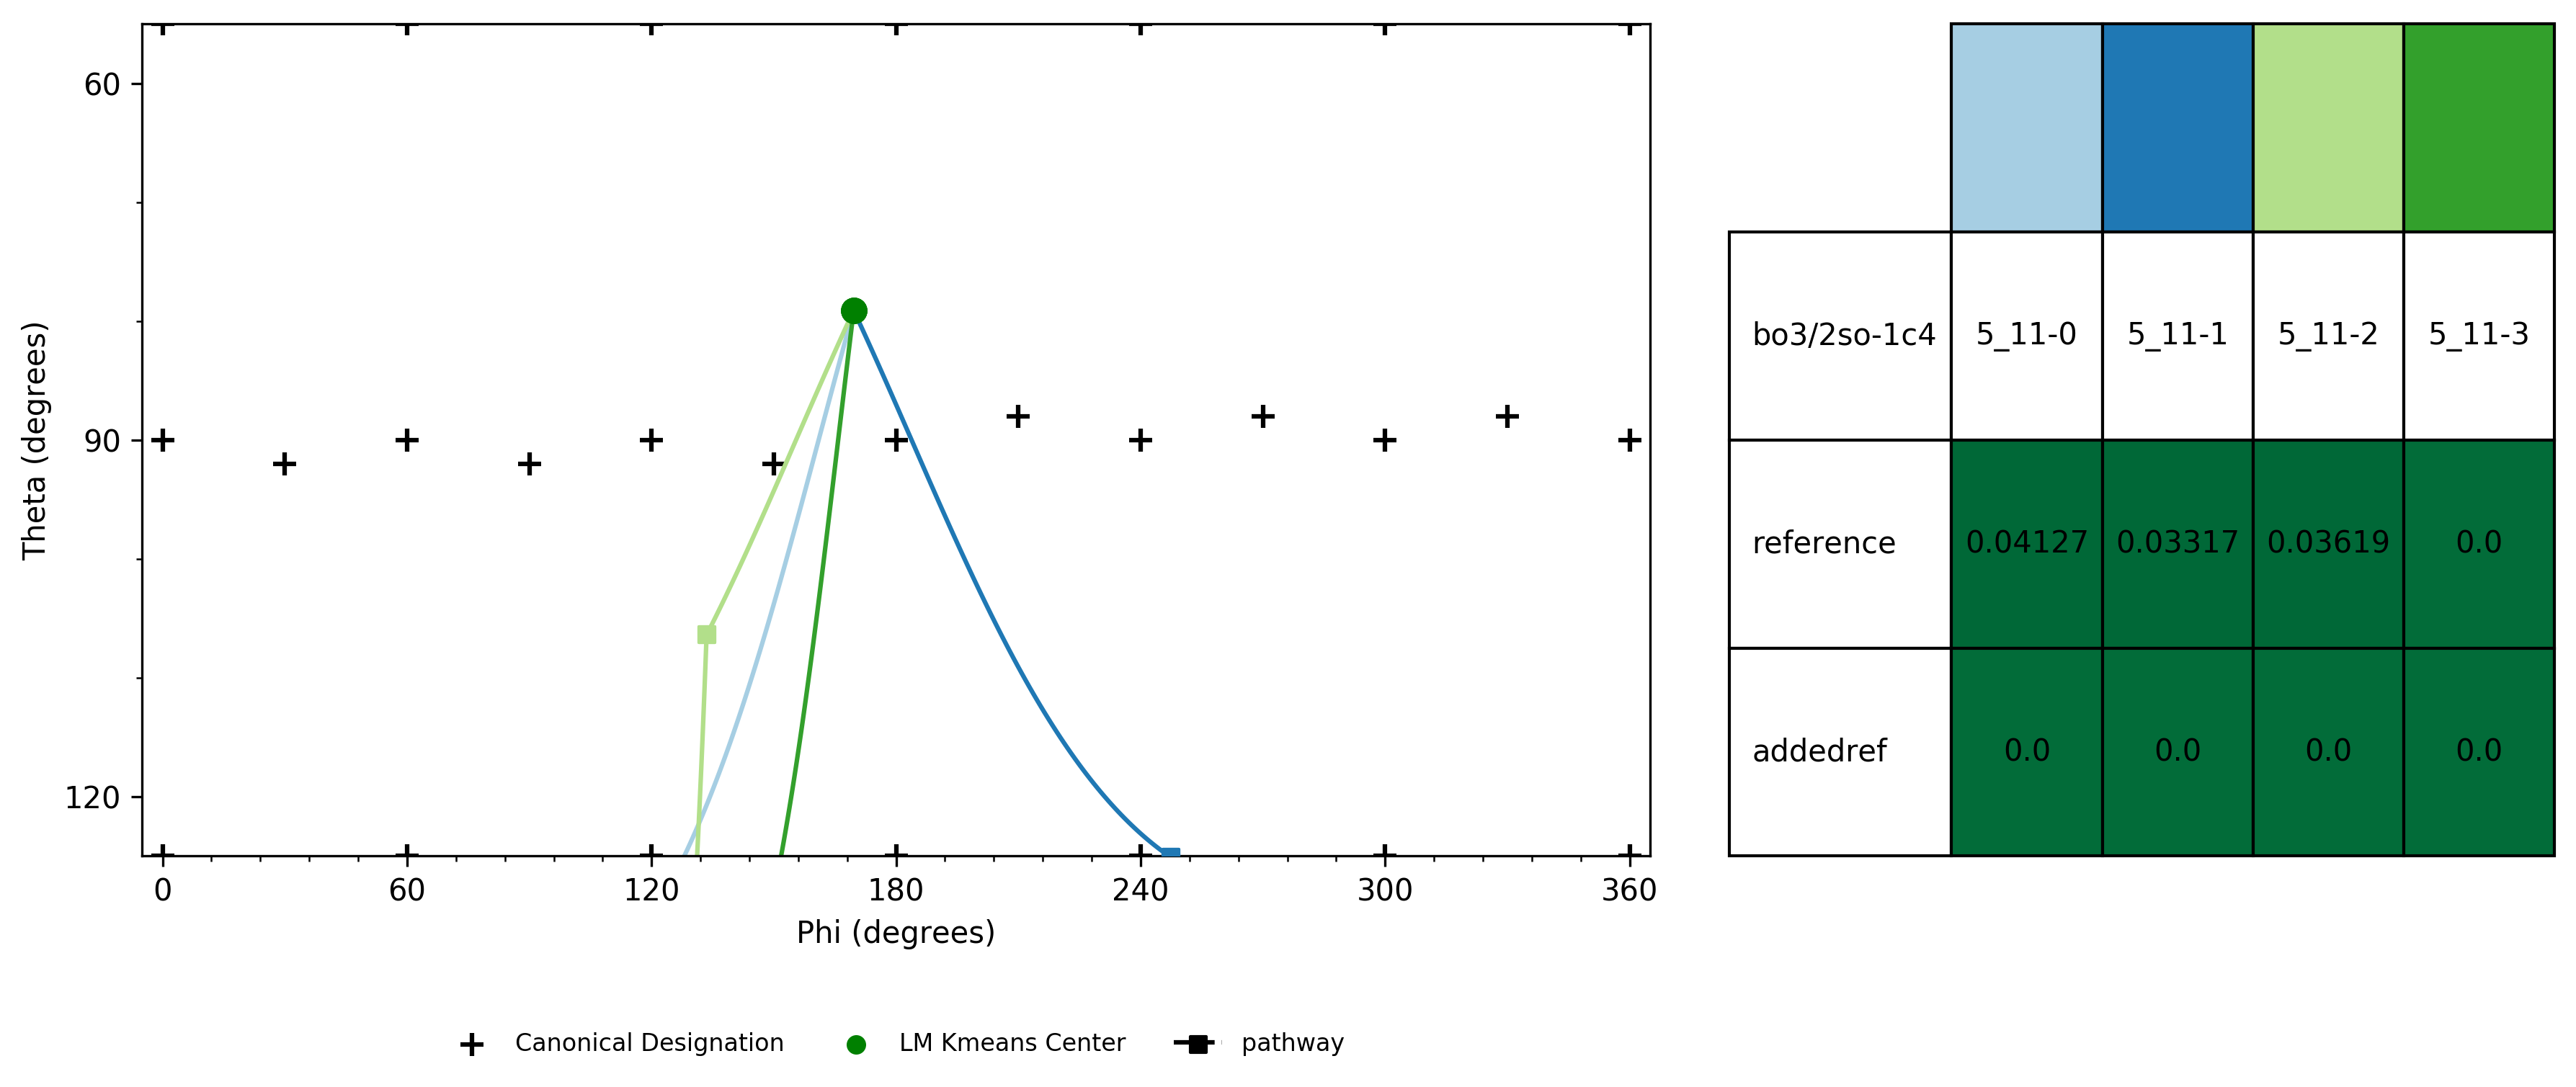 60
90
120
Theta (degrees)
0 60 120 180 240 300 360
Phi (degrees)
Canonical Designation LM Kmeans Center pathway
bo3/2so-1c4 5_11-0 5_11-1 5_11-2 5_11-3
reference 0.04127 0.03317 0.03619 0.0
addedref 0.0 0.0 0.0 0.0